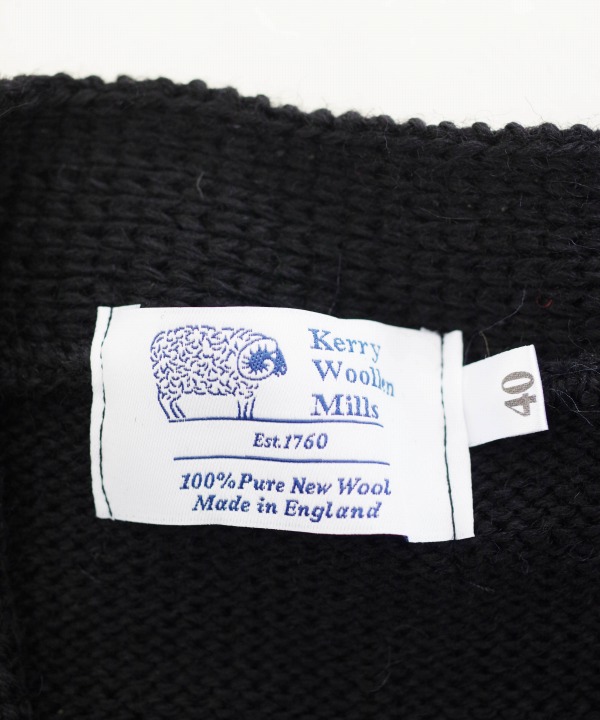 Kerry
Woollen
Mills
Est.1760
100%Pure New Wool
Made in England
40